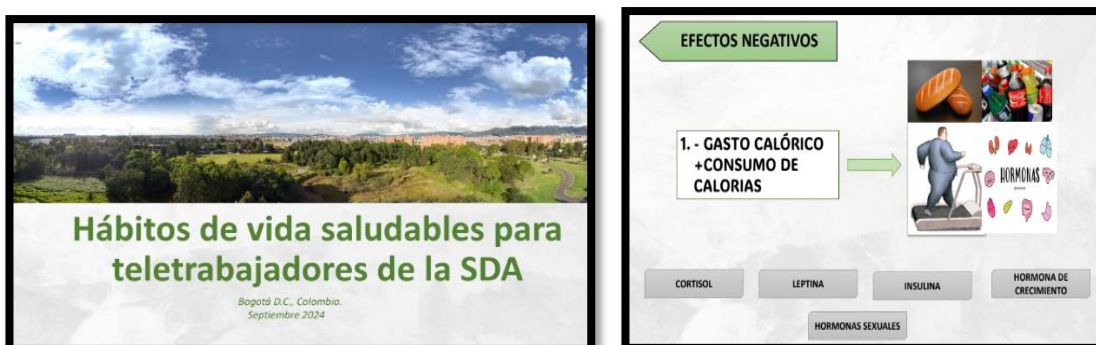 Hábitos de vida saludables para
teletrabajadores de la SDA
Bogotá D.C., Colombia.
Septiembre 2024
EFECTOS NEGATIVOS
1. - GASTO CALÓRICO
+CONSUMO DE
CALORIAS
HORMONAS
CORTISOL
LEPTINA
INSULINA
HORMONA DE
CRECIMIENTO
HORMONAS SEXUALES